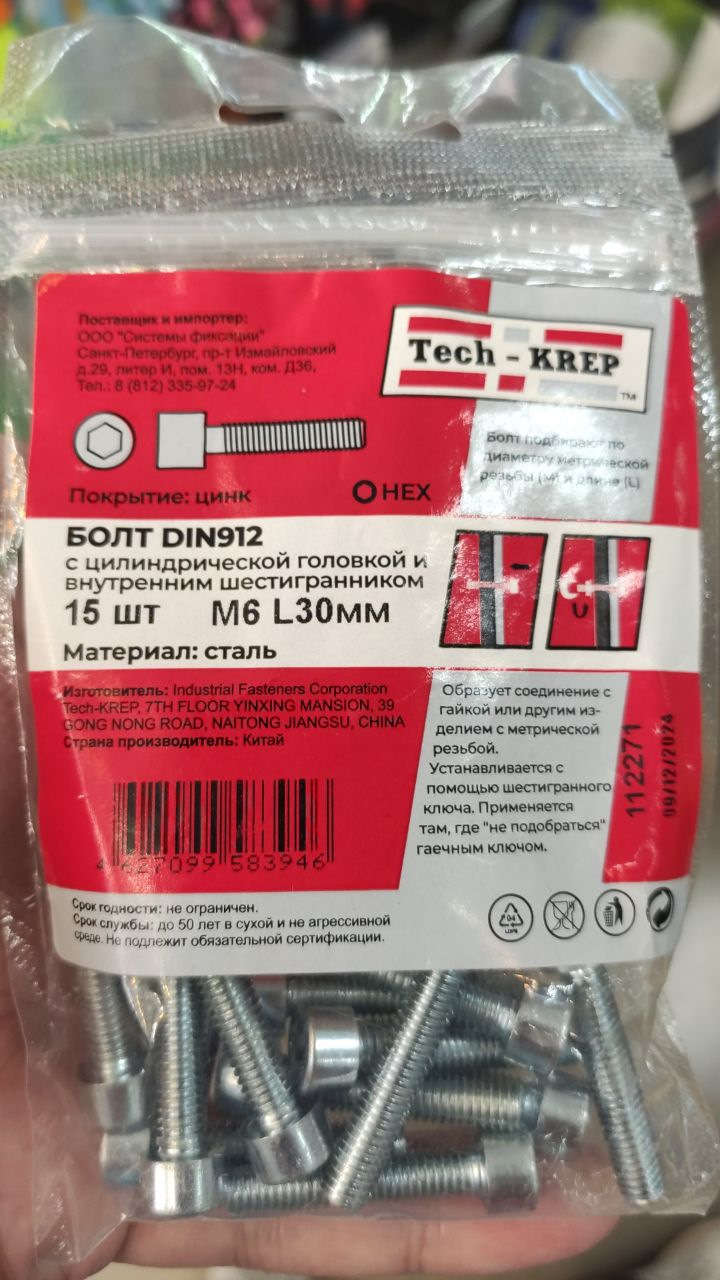 Поставщик и импортер:
ООО "Системы фиксации"
Санкт-Петербург, пр-т Измайловский
д.29, литер И, пом. 13Н, ком. Д36,
Тел.: 8 (812) 335-97-24
Tech - KREP
TM
Болт подбирают по
диаметру метрической
резьбы (М) и длине (L)
Покрытие: цинк
HEX
БОЛТ DIN912
с цилиндрической головкой и
внутренним шестигранником
15 шт М6 L30мм
Материал: сталь
Изготовитель: Industrial Fasteners Corporation
Tech-KREP, 7TH FLOOR YINXING MANSION, 39
GONG NONG ROAD, NAITONG JIANGSU, CHINA
Страна производитель: Китай
Образует соединение с
гайкой или другим из-
делием с метрической
резьбой.
Устанавливается с
помощью шестигранного
ключа. Применяется
там, где "не подобраться"
гаечным ключом.
112271
09/12/2024
4 627099 583946
Срок годности: не ограничен.
Срок службы: до 50 лет в сухой и не агрессивной
среде. Не подлежит обязательной сертификации.
04
LDPE